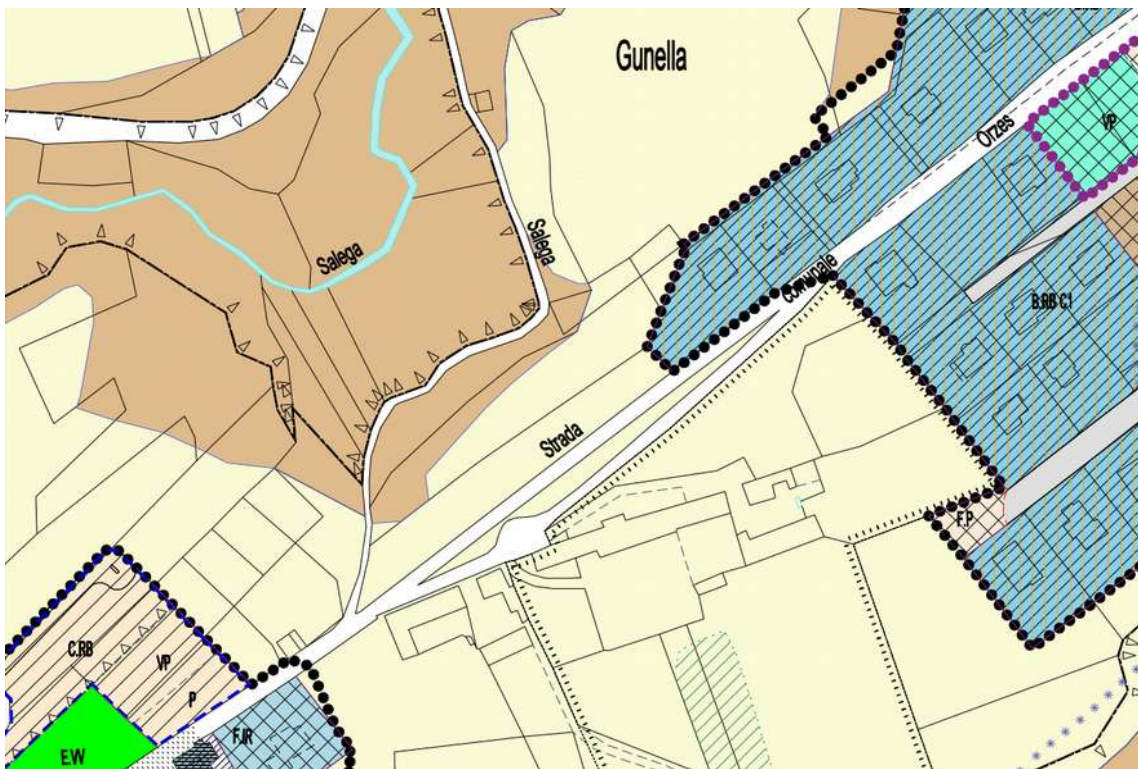 Gunella
Orzes
VP
Salega
Salega
Comunale
B.RB C1
Strada
F.P
C.RB
VP
P
F.IR
E.W